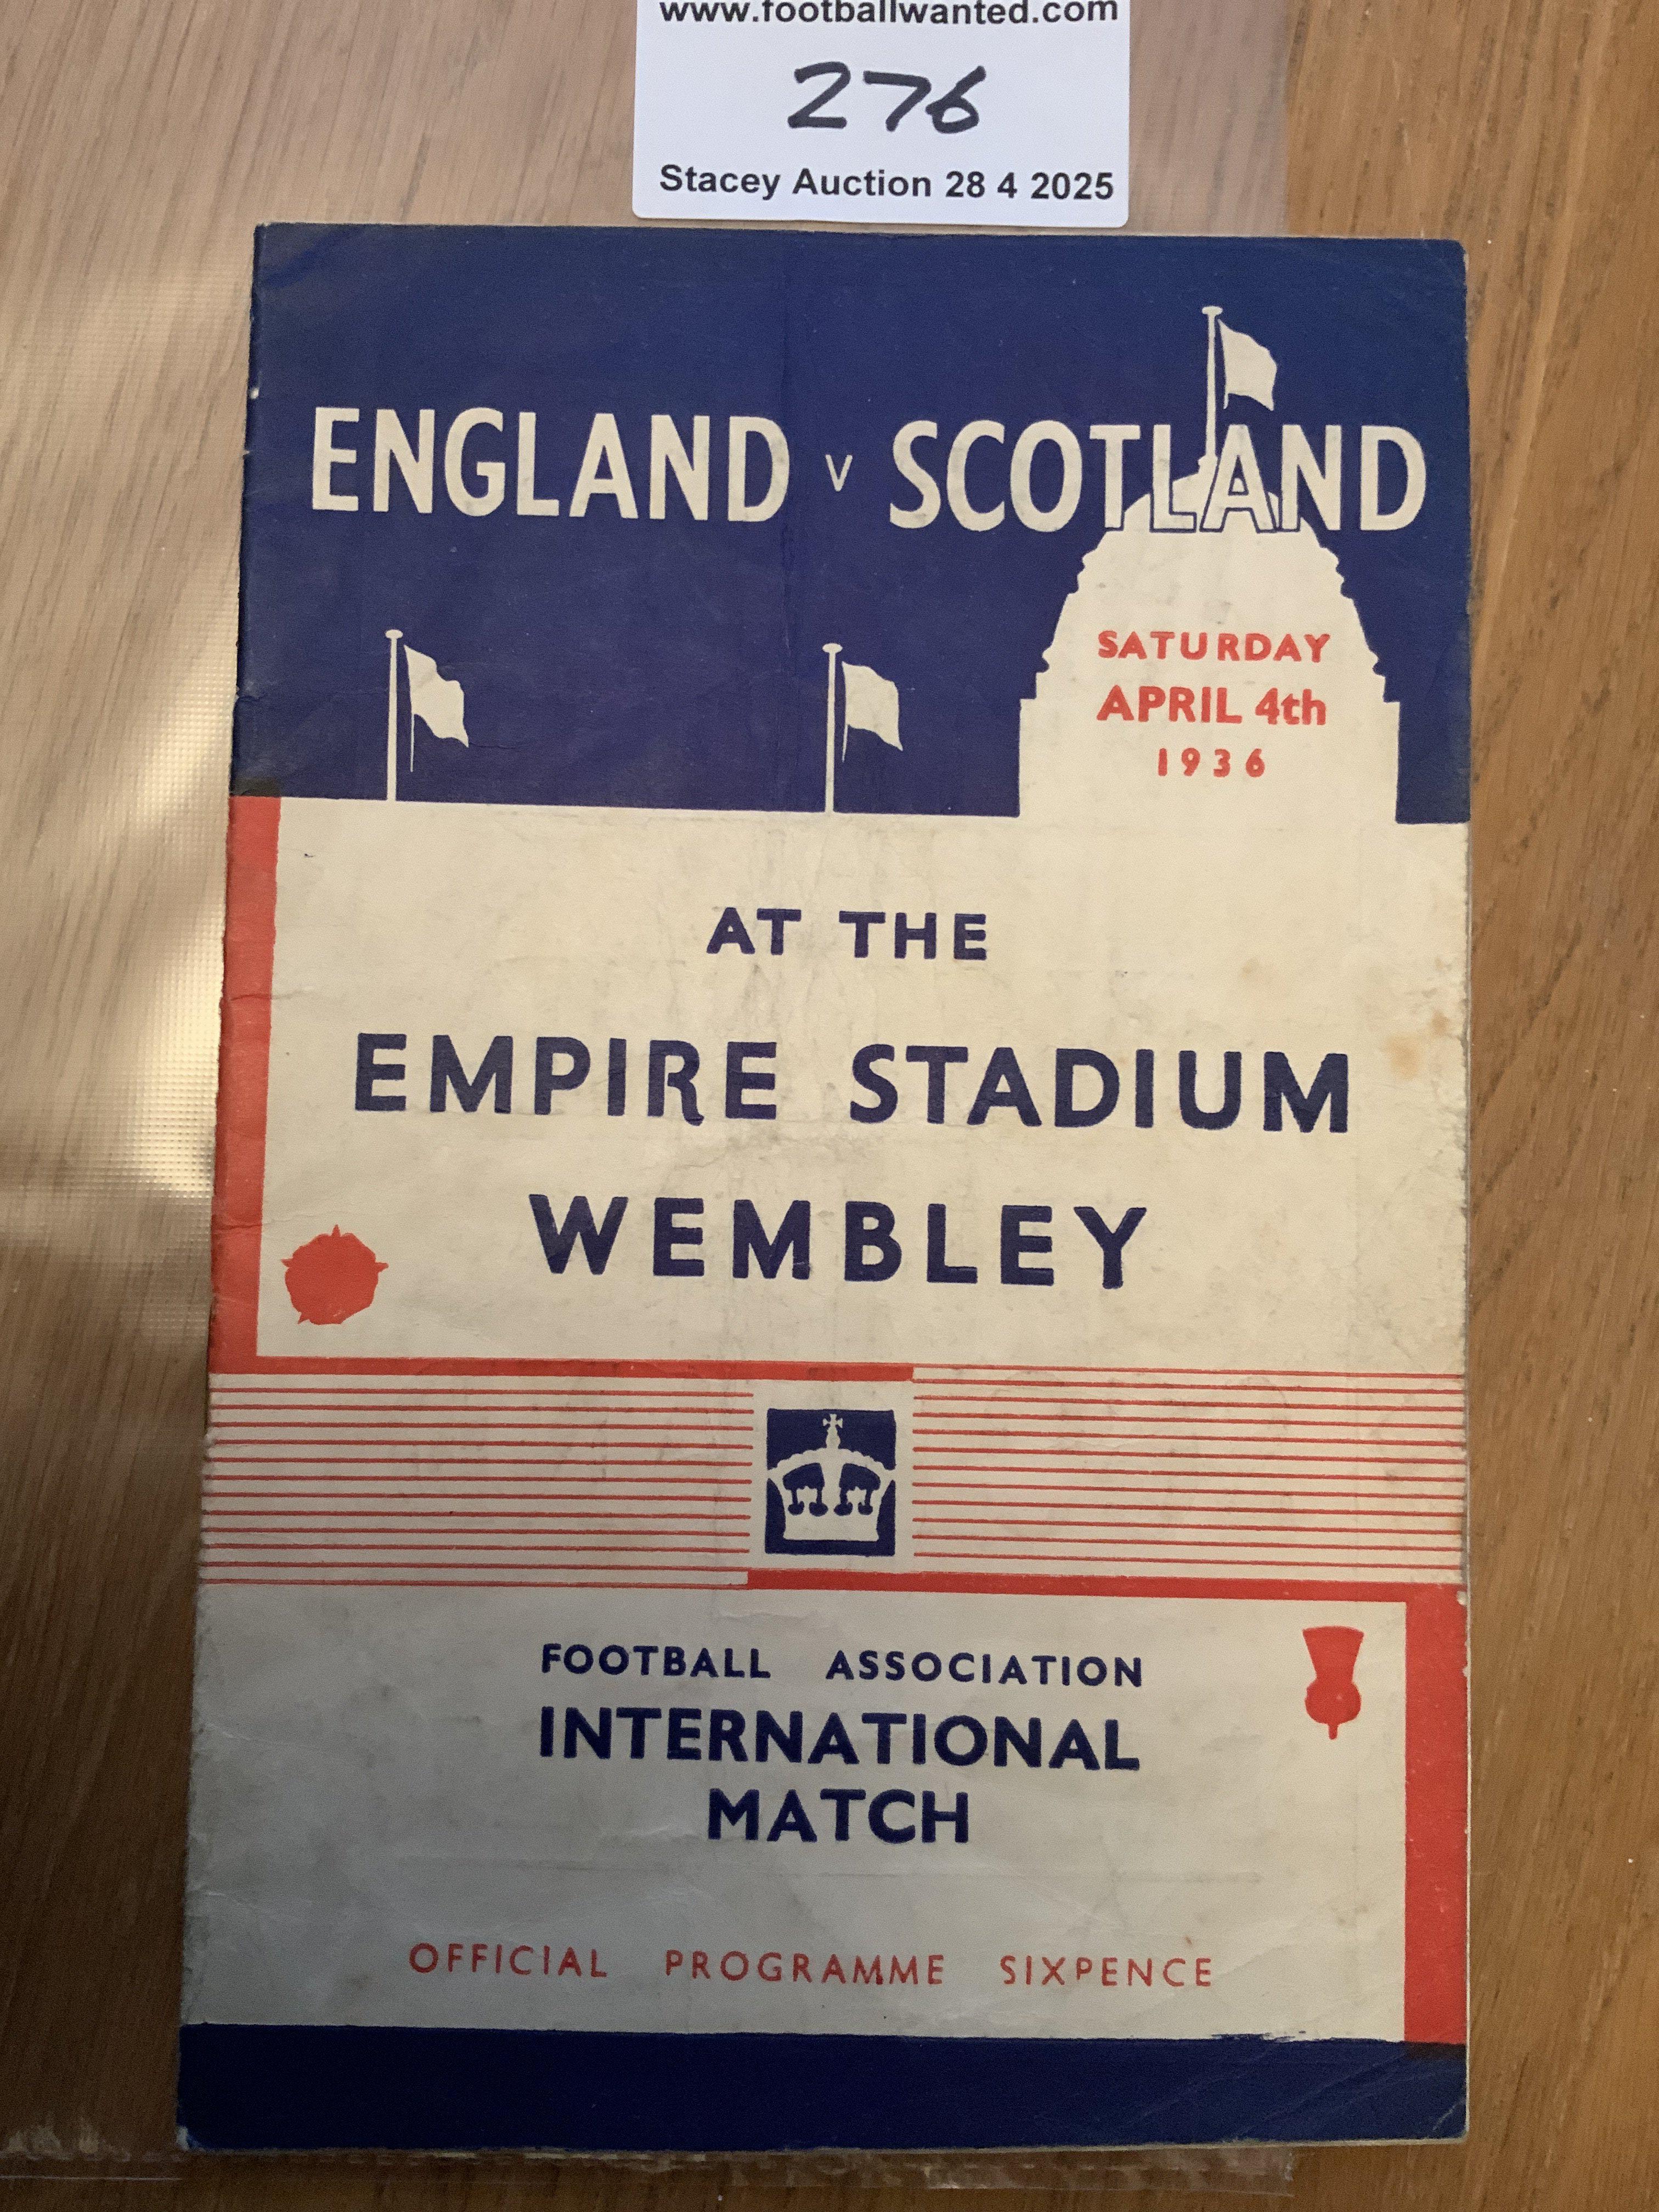 www.footballwanted.com
276
Stacey Auction 28 4 2025
ENGLAND v SCOTLAND
SATURDAY
APRIL 4th
1936
AT THE
EMPIRE STADIUM
WEMBLEY
FOOTBALL ASSOCIATION
INTERNATIONAL
MATCH
OFFICIAL PROGRAMME SIXPENCE